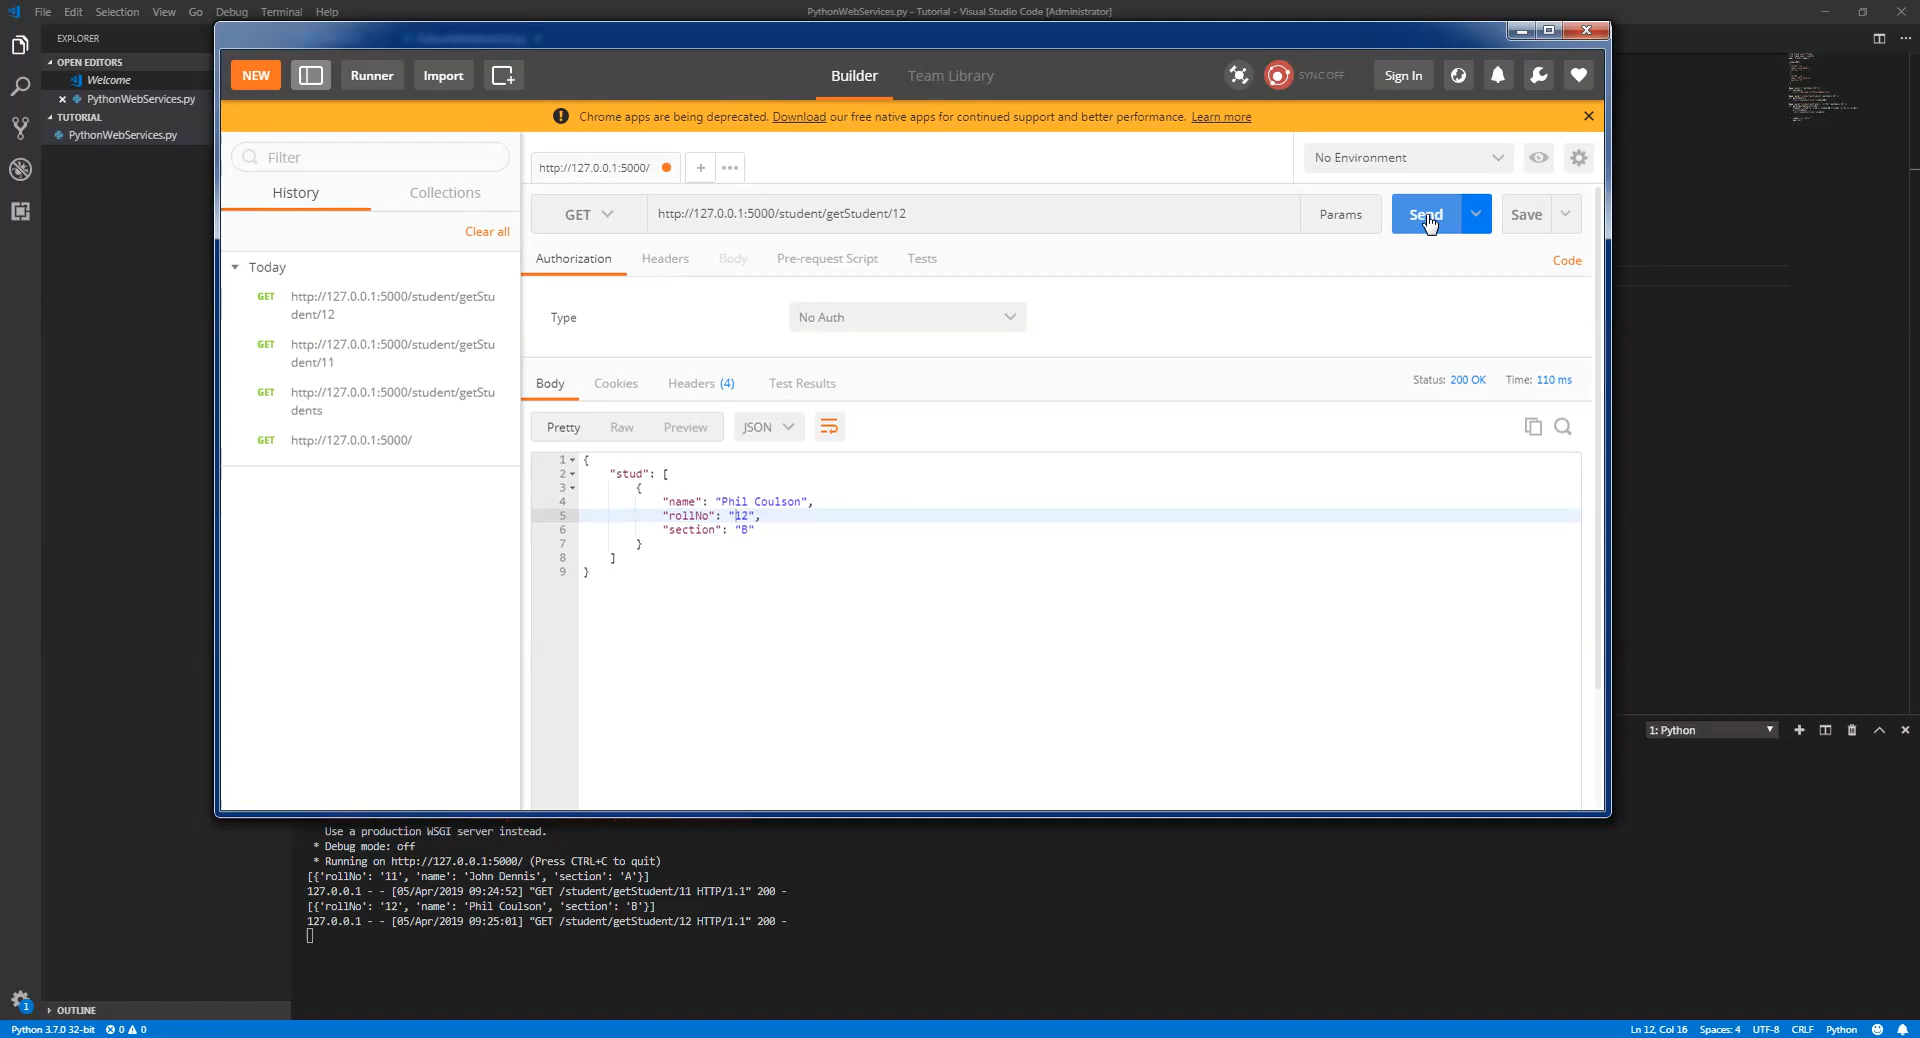 File Edit Selection View Go Debug Terminal Help
PythonWebServices.py - Tutorial - Visual Studio Code [Administrator]
EXPLORER
OPEN EDITORS
Welcome
PythonWebServices.py
TUTORIAL
PythonWebServices.py
NEW Runner Import Builder Team Library SYNC OFF Sign In
Chrome apps are being deprecated. Download our free native apps for continued support and better performance. Learn more
Filter
History Collections
Clear all
Today
GET http://127.0.0.1:5000/student/getStu
dent/12
GET http://127.0.0.1:5000/student/getStu
dent/11
GET http://127.0.0.1:5000/student/getStu
dents
GET http://127.0.0.1:5000/
http://127.0.0.1:5000/ + •••
No Environment
GET http://127.0.0.1:5000/student/getStudent/12 Params Send Save
Authorization Headers Body Pre-request Script Tests Code
Type No Auth
Body Cookies Headers (4) Test Results Status: 200 OK Time: 110 ms
Pretty Raw Preview JSON
1 {
2 "stud": [
3 {
4 "name": "Phil Coulson",
5 "rollNo": "12",
6 "section": "B"
7 }
8 ]
9 }
1: Python
Use a production WSGI server instead.
* Debug mode: off
* Running on http://127.0.0.1:5000/ (Press CTRL+C to quit)
[{'rollNo': '11', 'name': 'John Dennis', 'section': 'A'}]
127.0.0.1 - - [05/Apr/2019 09:24:52] "GET /student/getStudent/11 HTTP/1.1" 200 -
[{'rollNo': '12', 'name': 'Phil Coulson', 'section': 'B'}]
127.0.0.1 - - [05/Apr/2019 09:25:01] "GET /student/getStudent/12 HTTP/1.1" 200 -
1
OUTLINE
Python 3.7.0 32-bit 0 0 Ln 12, Col 16 Spaces: 4 UTF-8 CRLF Python